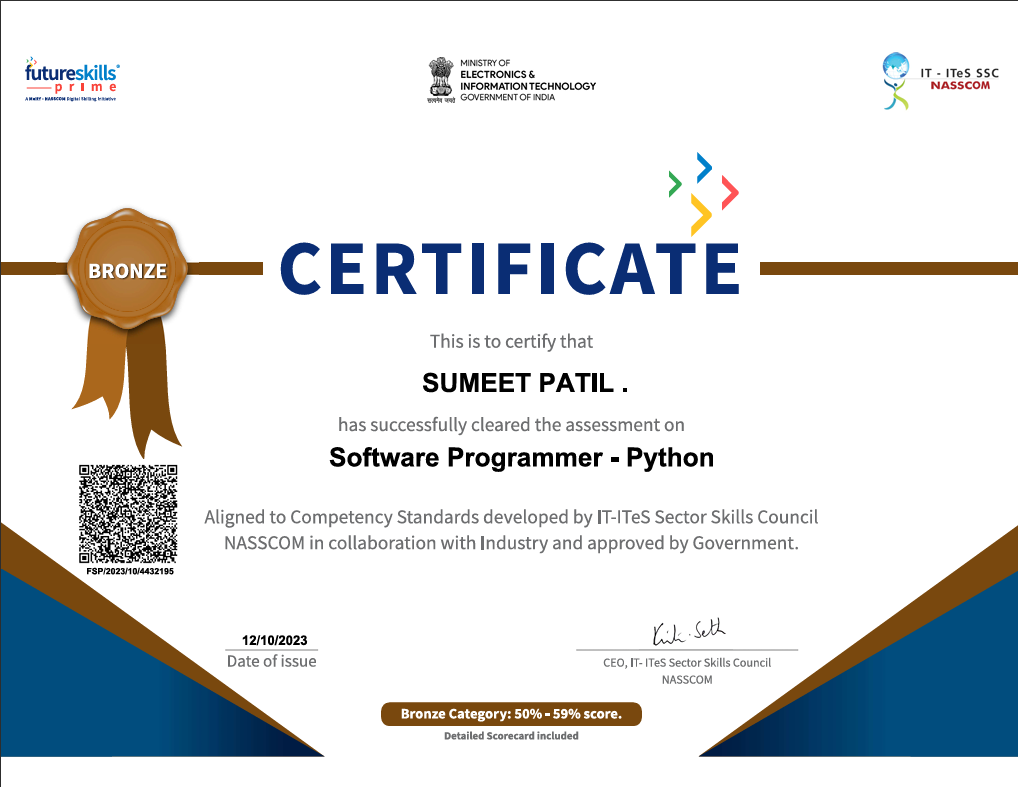 futureskills®
prime
A MeitY - NASSCOM Digital Skilling Initiative
सत्यमेव जयते
MINISTRY OF
ELECTRONICS &
INFORMATION TECHNOLOGY
GOVERNMENT OF INDIA
IT - ITeS SSC
NASSCOM
BRONZE
CERTIFICATE
This is to certify that
SUMEET PATIL .
has successfully cleared the assessment on
Software Programmer - Python
Aligned to Competency Standards developed by IT-ITeS Sector Skills Council
NASSCOM in collaboration with Industry and approved by Government.
FSP/2023/10/4432195
12/10/2023
Date of issue
Kirti Seth
CEO, IT- ITeS Sector Skills Council
NASSCOM
Bronze Category: 50% - 59% score.
Detailed Scorecard included